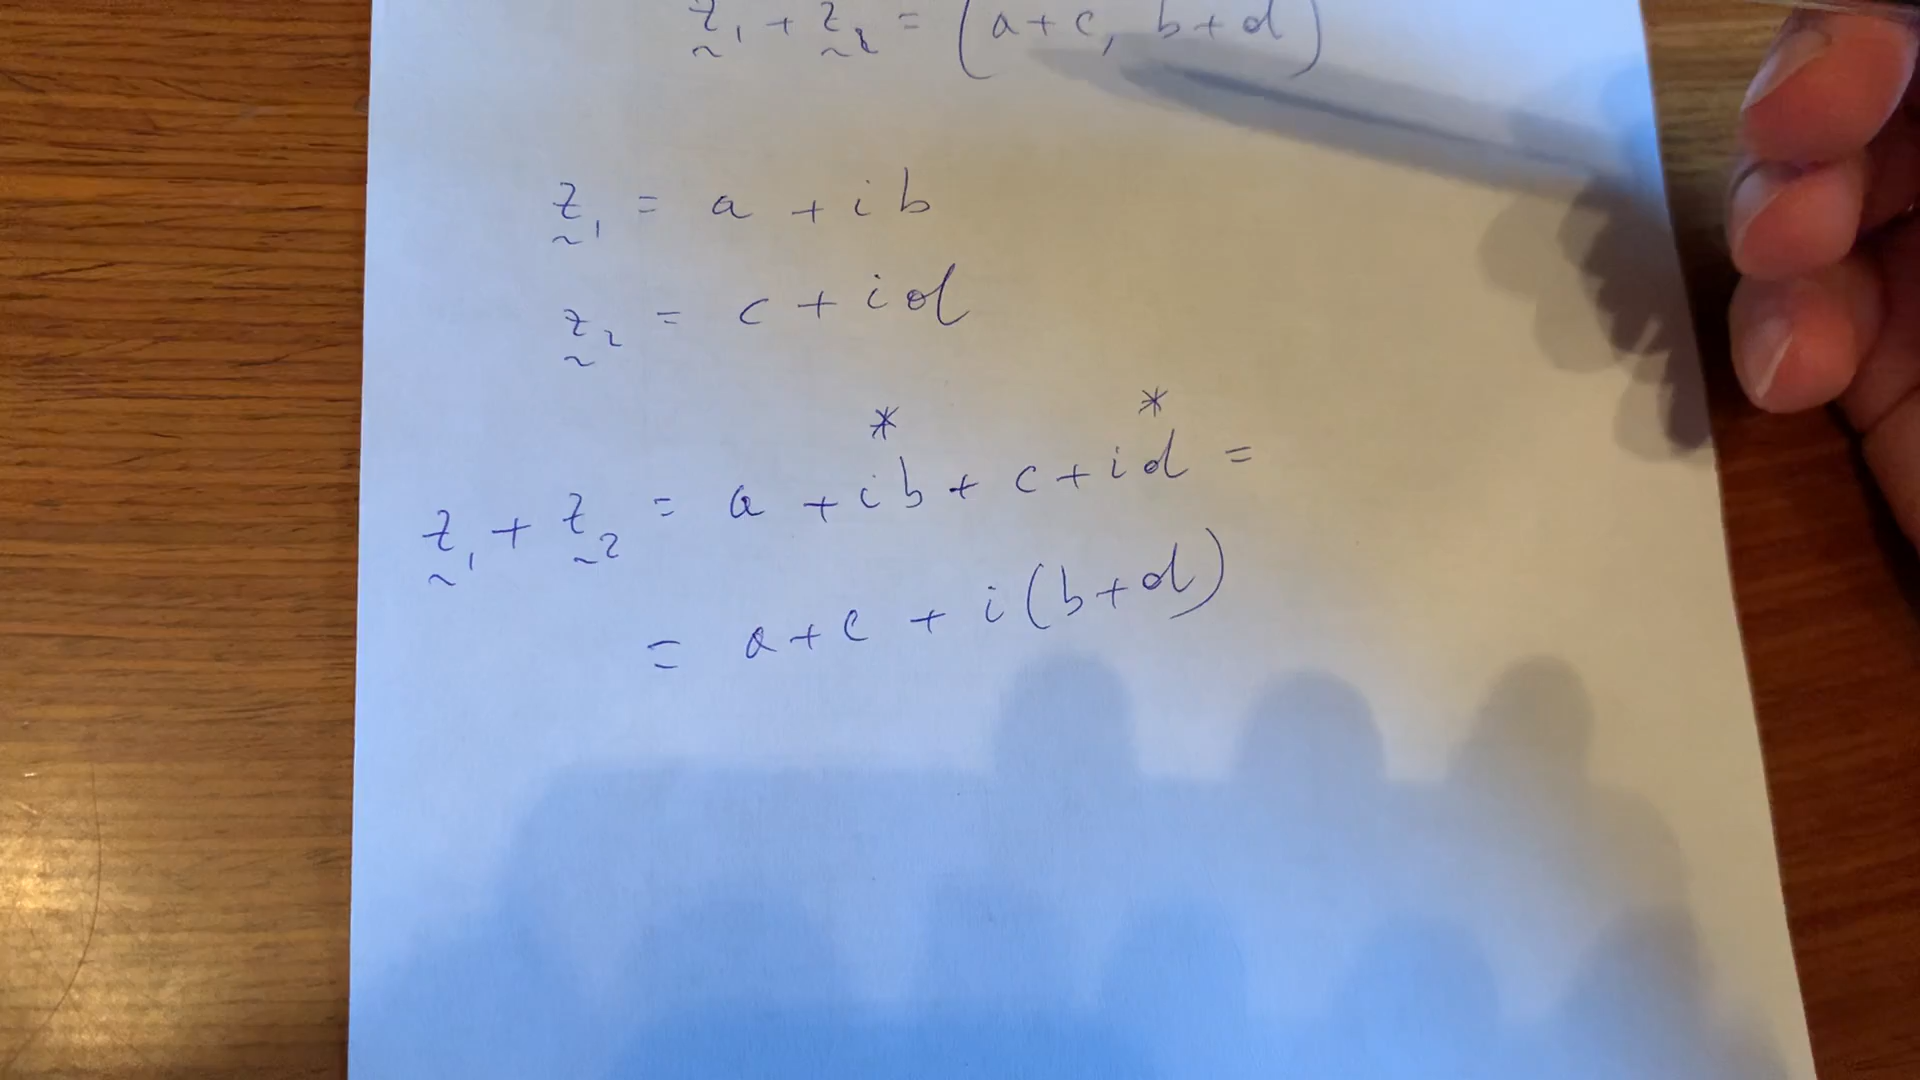 z₁ + z₂ = (a+c, b+d)
z₁ = a + ib
z₂ = c + id
* *
z₁ + z₂ = a + ib + c + id =
= a+c + i(b+d)